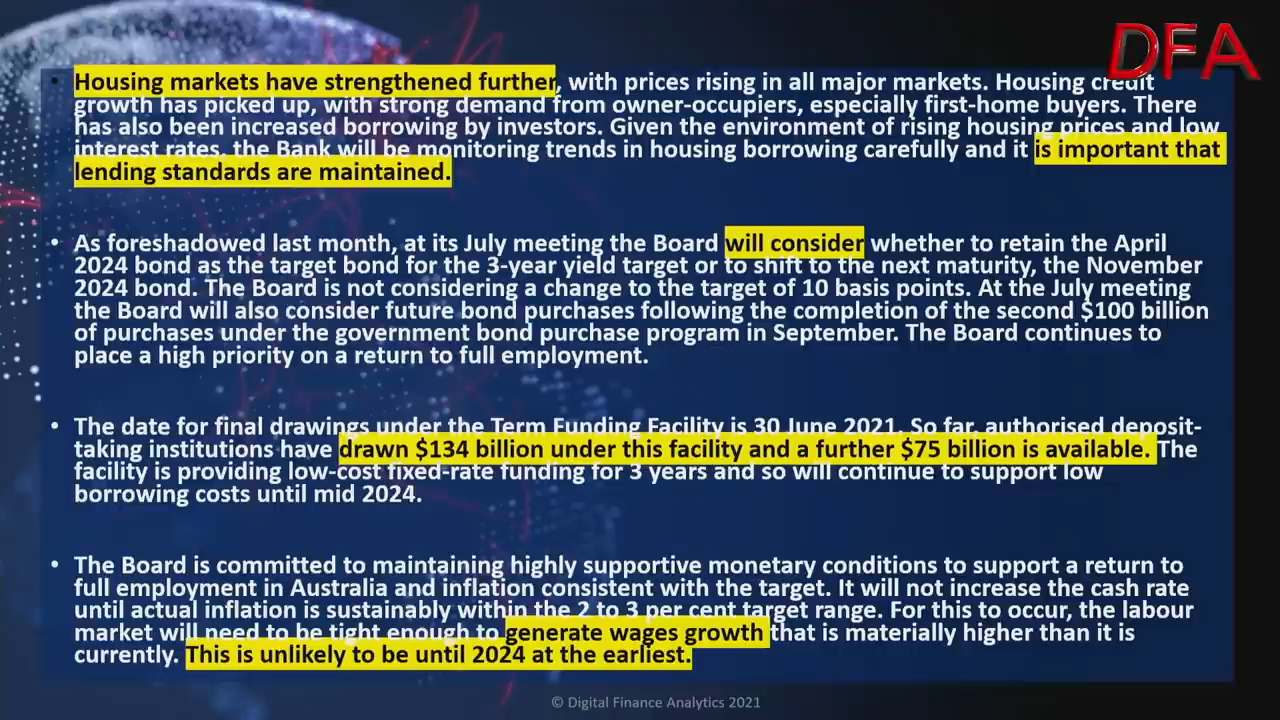 DFA
• Housing markets have strengthened further, with prices rising in all major markets. Housing credit
growth has picked up, with strong demand from owner-occupiers, especially first-home buyers. There
has also been increased borrowing by investors. Given the environment of rising housing prices and low
interest rates, the Bank will be monitoring trends in housing borrowing carefully and it is important that
lending standards are maintained.
• As foreshadowed last month, at its July meeting the Board will consider whether to retain the April
2024 bond as the target bond for the 3-year yield target or to shift to the next maturity, the November
2024 bond. The Board is not considering a change to the target of 10 basis points. At the July meeting
the Board will also consider future bond purchases following the completion of the second $100 billion
of purchases under the government bond purchase program in September. The Board continues to
place a high priority on a return to full employment.
• The date for final drawings under the Term Funding Facility is 30 June 2021. So far, authorised deposit-
taking institutions have drawn $134 billion under this facility and a further $75 billion is available. The
facility is providing low-cost fixed-rate funding for 3 years and so will continue to support low
borrowing costs until mid 2024.
• The Board is committed to maintaining highly supportive monetary conditions to support a return to
full employment in Australia and inflation consistent with the target. It will not increase the cash rate
until actual inflation is sustainably within the 2 to 3 per cent target range. For this to occur, the labour
market will need to be tight enough to generate wages growth that is materially higher than it is
currently. This is unlikely to be until 2024 at the earliest.
© Digital Finance Analytics 2021